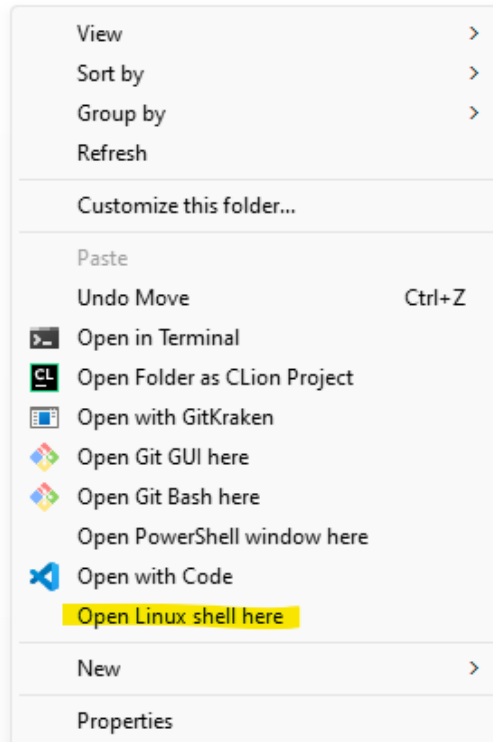 View
Sort by
Group by
Refresh
Customize this folder...
Paste
Undo Move Ctrl+Z
Open in Terminal
CL Open Folder as CLion Project
Open with GitKraken
Open Git GUI here
Open Git Bash here
Open PowerShell window here
Open with Code
Open Linux shell here
New
Properties